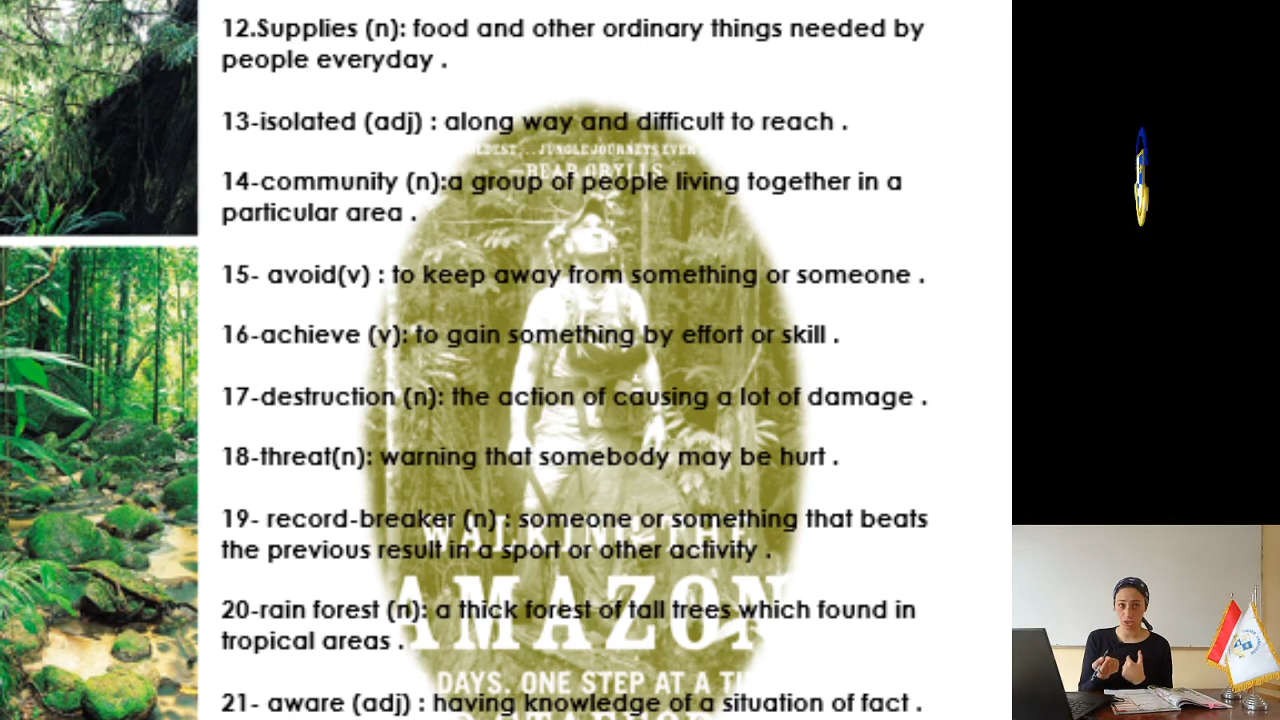 12.Supplies (n): food and other ordinary things needed by
people everyday .
13-isolated (adj) : along way and difficult to reach .
14-community (n):a group of people living together in a
particular area .
15- avoid(v) : to keep away from something or someone .
16-achieve (v): to gain something by effort or skill .
17-destruction (n): the action of causing a lot of damage .
18-threat(n): warning that somebody may be hurt .
19- record-breaker (n) : someone or something that beats
the previous result in a sport or other activity .
20-rain forest (n): a thick forest of tall trees which found in
tropical areas .
21- aware (adj) : having knowledge of a situation of fact .
JUNGLE JOURNEYS EVER
BEAR GRYLLS
WALKING THE
AMAZON
DAYS. ONE STEP AT A